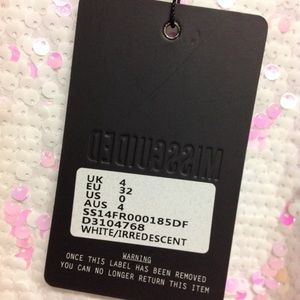 MISSGUIDED
UK 4
EU 32
US 0
AUS 4
SS14FR000185DF
D3104768
WHITE/IRREDESCENT
WARNING
ONCE THIS LABEL HAS BEEN REMOVED
YOU CAN NO LONGER RETURN THIS ITEM